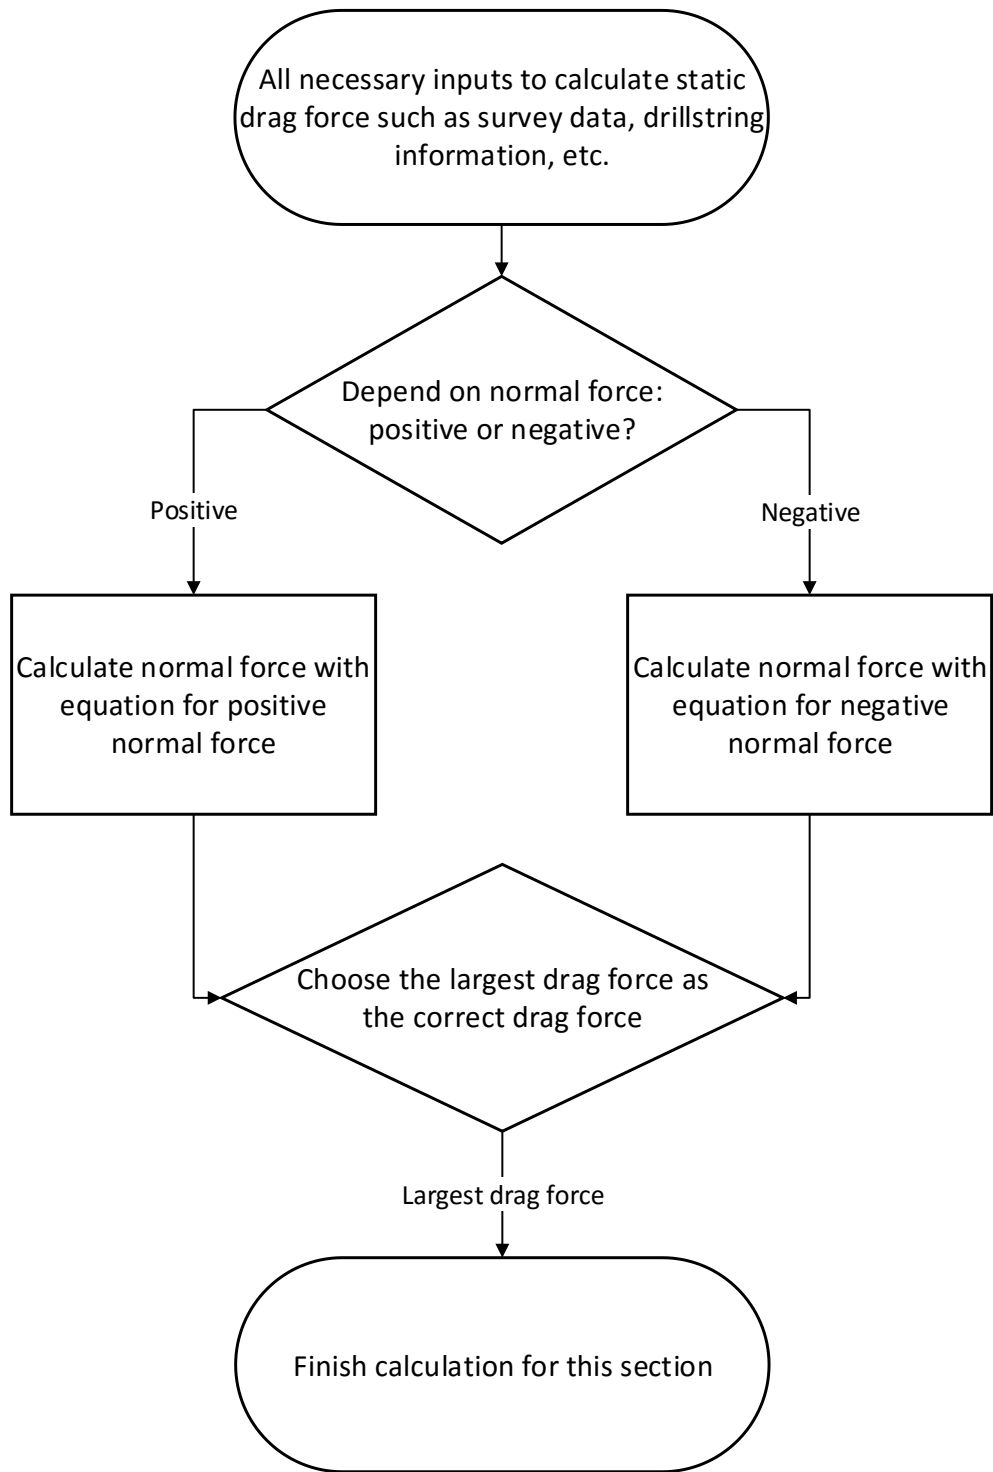 All necessary inputs to calculate static
drag force such as survey data, drillstring
information, etc.
Depend on normal force:
positive or negative?
Positive
Negative
Calculate normal force with
equation for positive
normal force
Calculate normal force with
equation for negative
normal force
Choose the largest drag force as
the correct drag force
Largest drag force
Finish calculation for this section